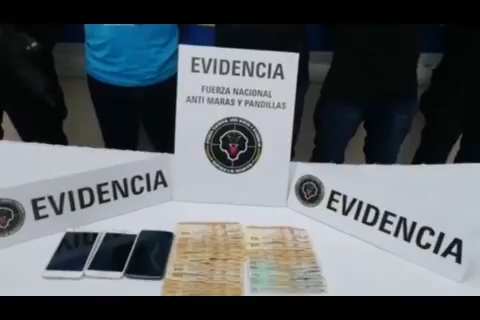 EVIDENCIA
FUERZA NACIONAL
ANTI MARAS Y PANDILLAS
EVIDENCIA
EVIDENCIA